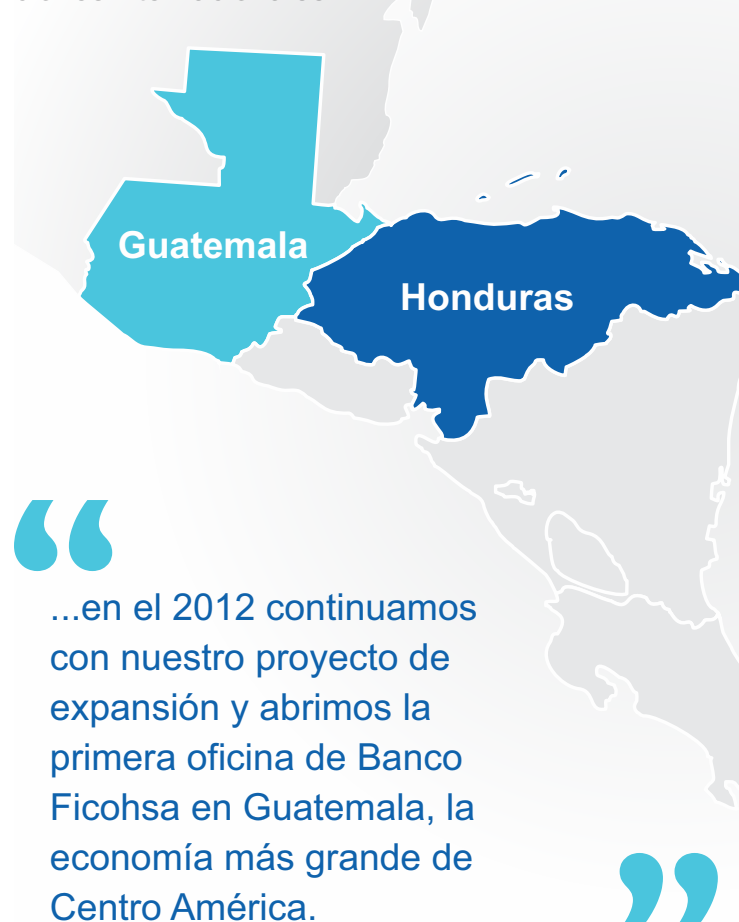 Guatemala
Honduras
“
...en el 2012 continuamos
con nuestro proyecto de
expansión y abrimos la
primera oficina de Banco
Ficohsa en Guatemala, la
economía más grande de
Centro América.
”